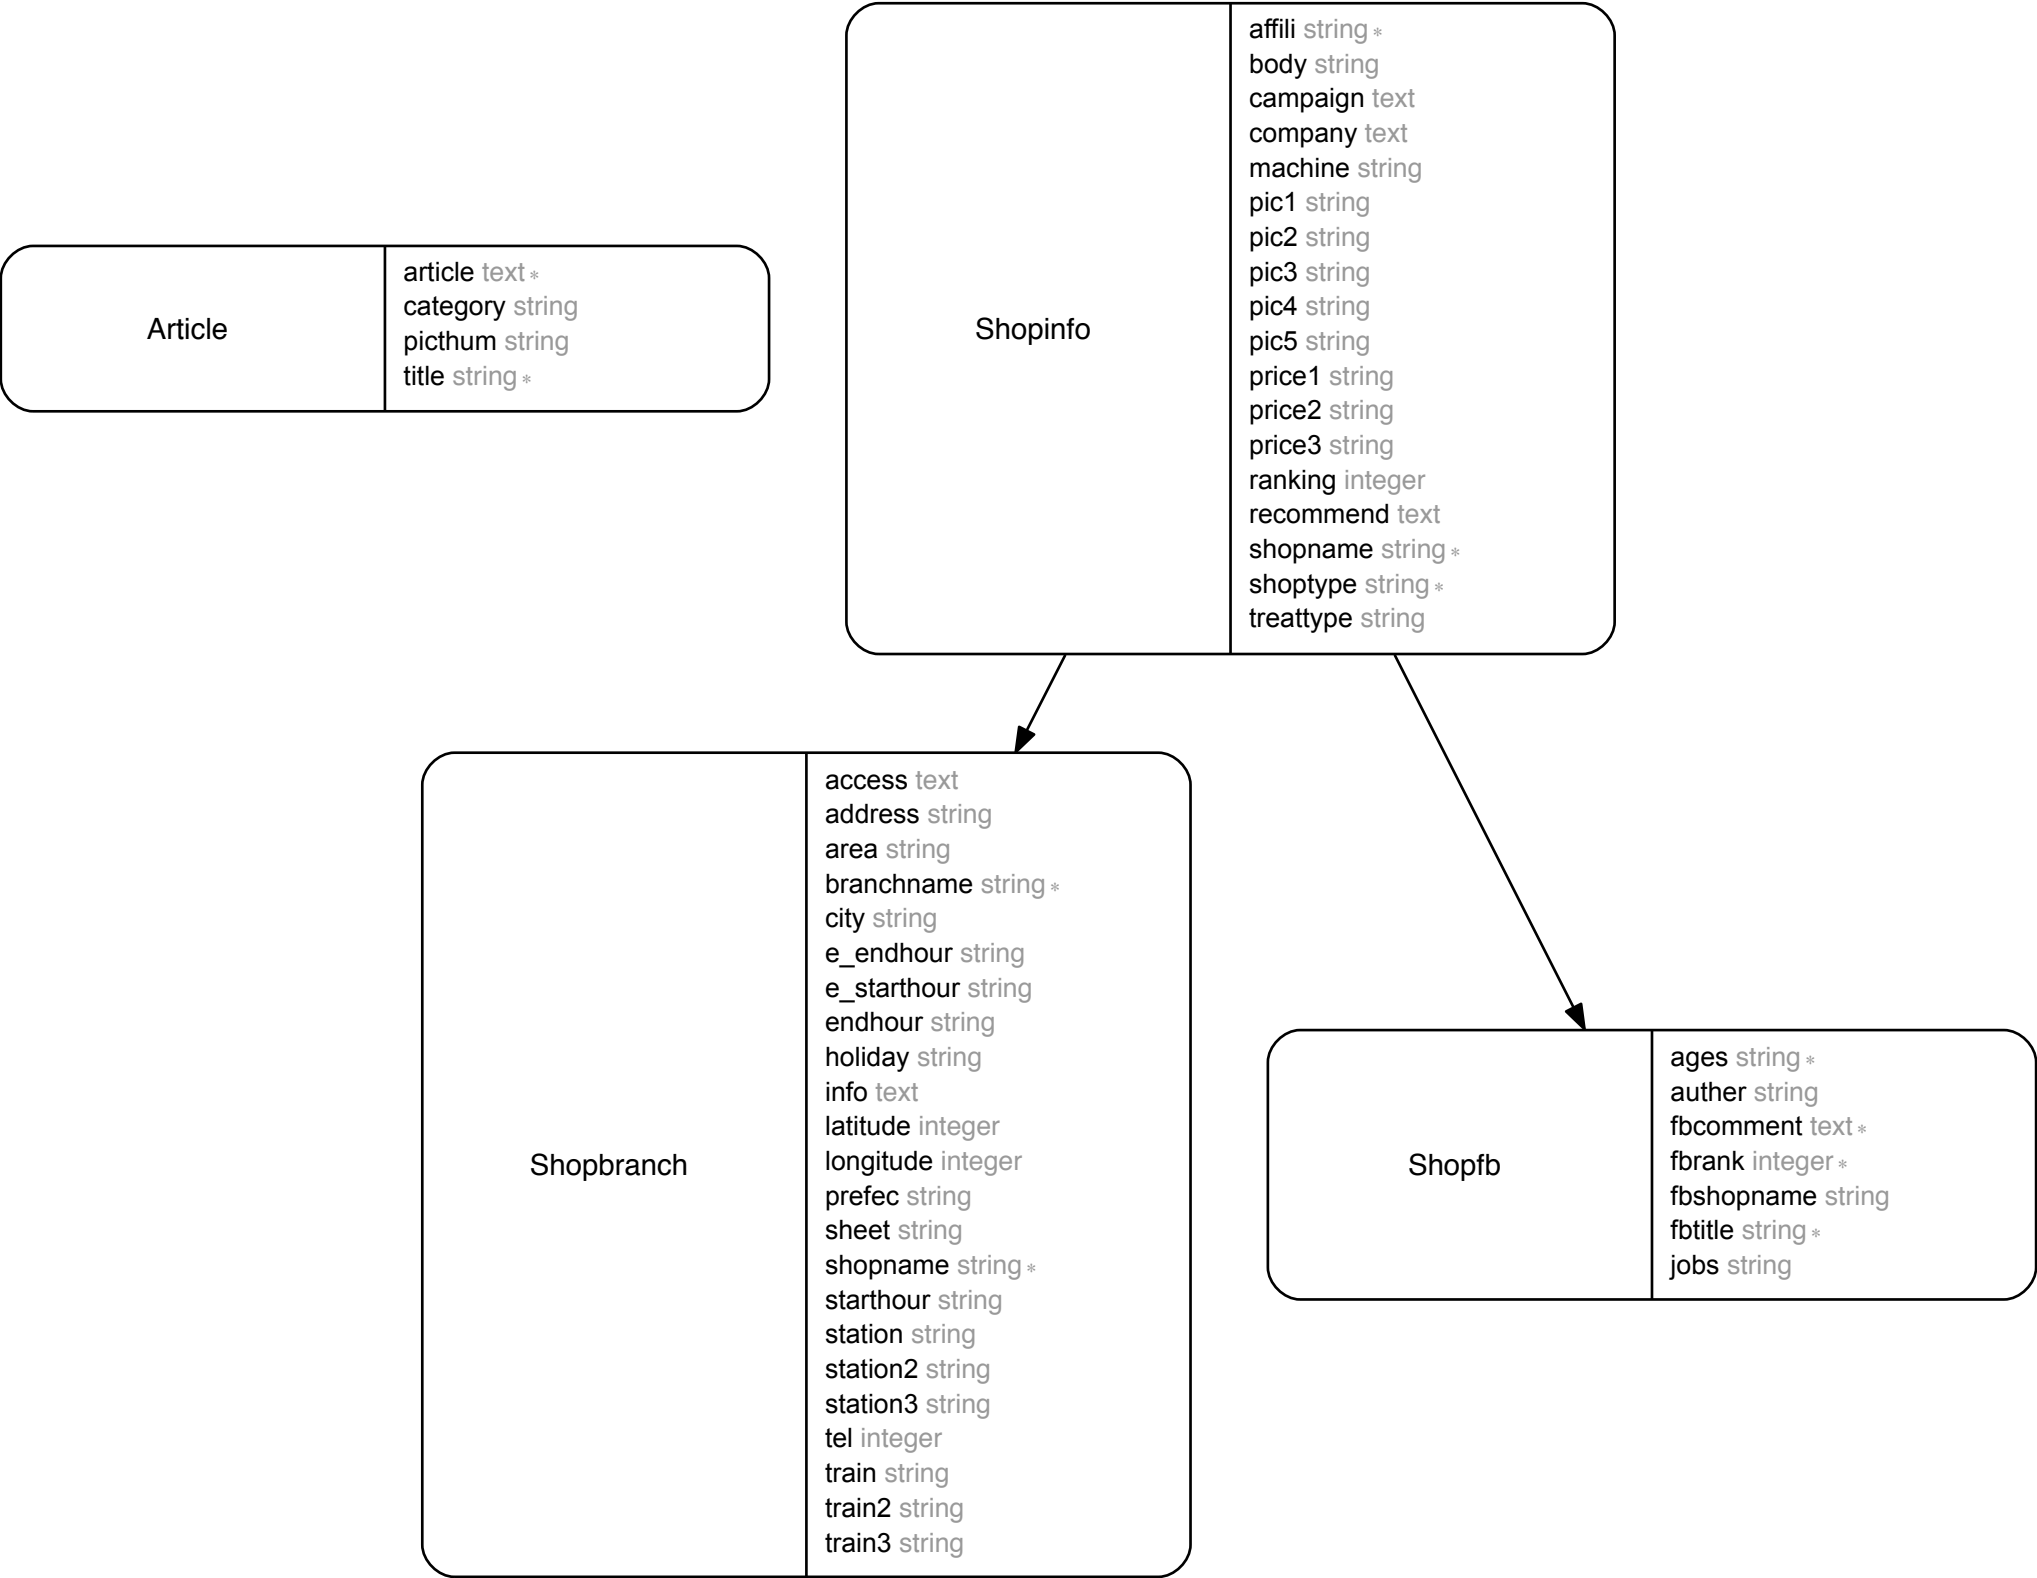 Article
article text *
category string
picthum string
title string *
Shopinfo
affili string *
body string
campaign text
company text
machine string
pic1 string
pic2 string
pic3 string
pic4 string
pic5 string
price1 string
price2 string
price3 string
ranking integer
recommend text
shopname string *
shoptype string *
treattype string
Shopbranch
access text
address string
area string
branchname string *
city string
e_endhour string
e_starthour string
endhour string
holiday string
info text
latitude integer
longitude integer
prefec string
sheet string
shopname string *
starthour string
station string
station2 string
station3 string
tel integer
train string
train2 string
train3 string
Shopfb
ages string *
auther string
fbcomment text *
fbrank integer *
fbshopname string
fbtitle string *
jobs string